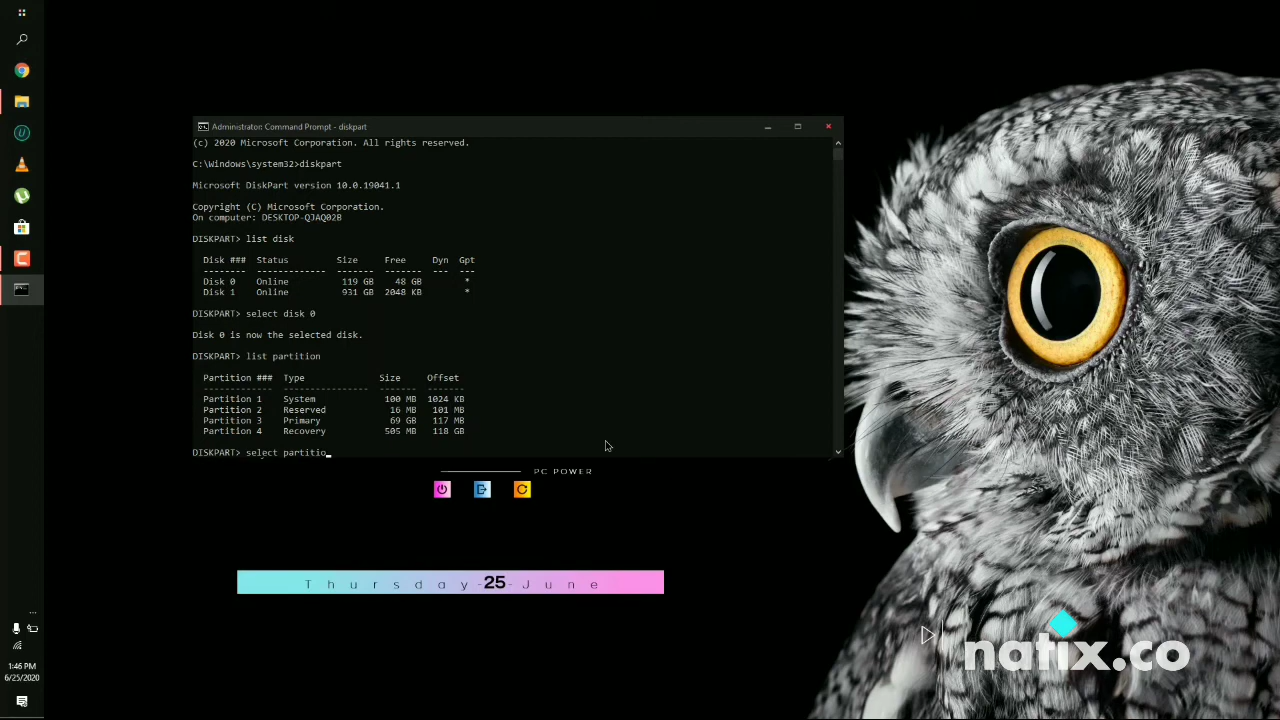 Administrator: Command Prompt - diskpart
(c) 2020 Microsoft Corporation. All rights reserved.
C:\Windows\system32>diskpart
Microsoft DiskPart version 10.0.19041.1
Copyright (C) Microsoft Corporation.
On computer: DESKTOP-QJAQ02B
DISKPART> list disk
Disk ### Status Size Free Dyn Gpt
-------- ------------- ------- ------- --- ---
Disk 0 Online 119 GB 48 GB *
Disk 1 Online 931 GB 2048 KB *
DISKPART> select disk 0
Disk 0 is now the selected disk.
DISKPART> list partition
Partition ### Type Size Offset
------------- ---------------- ------- -------
Partition 1 System 100 MB 1024 KB
Partition 2 Reserved 16 MB 101 MB
Partition 3 Primary 69 GB 117 MB
Partition 4 Recovery 505 MB 118 GB
DISKPART> select partitio_
PC POWER
Thursday-25-June
natix.co
1:46 PM
6/25/2020